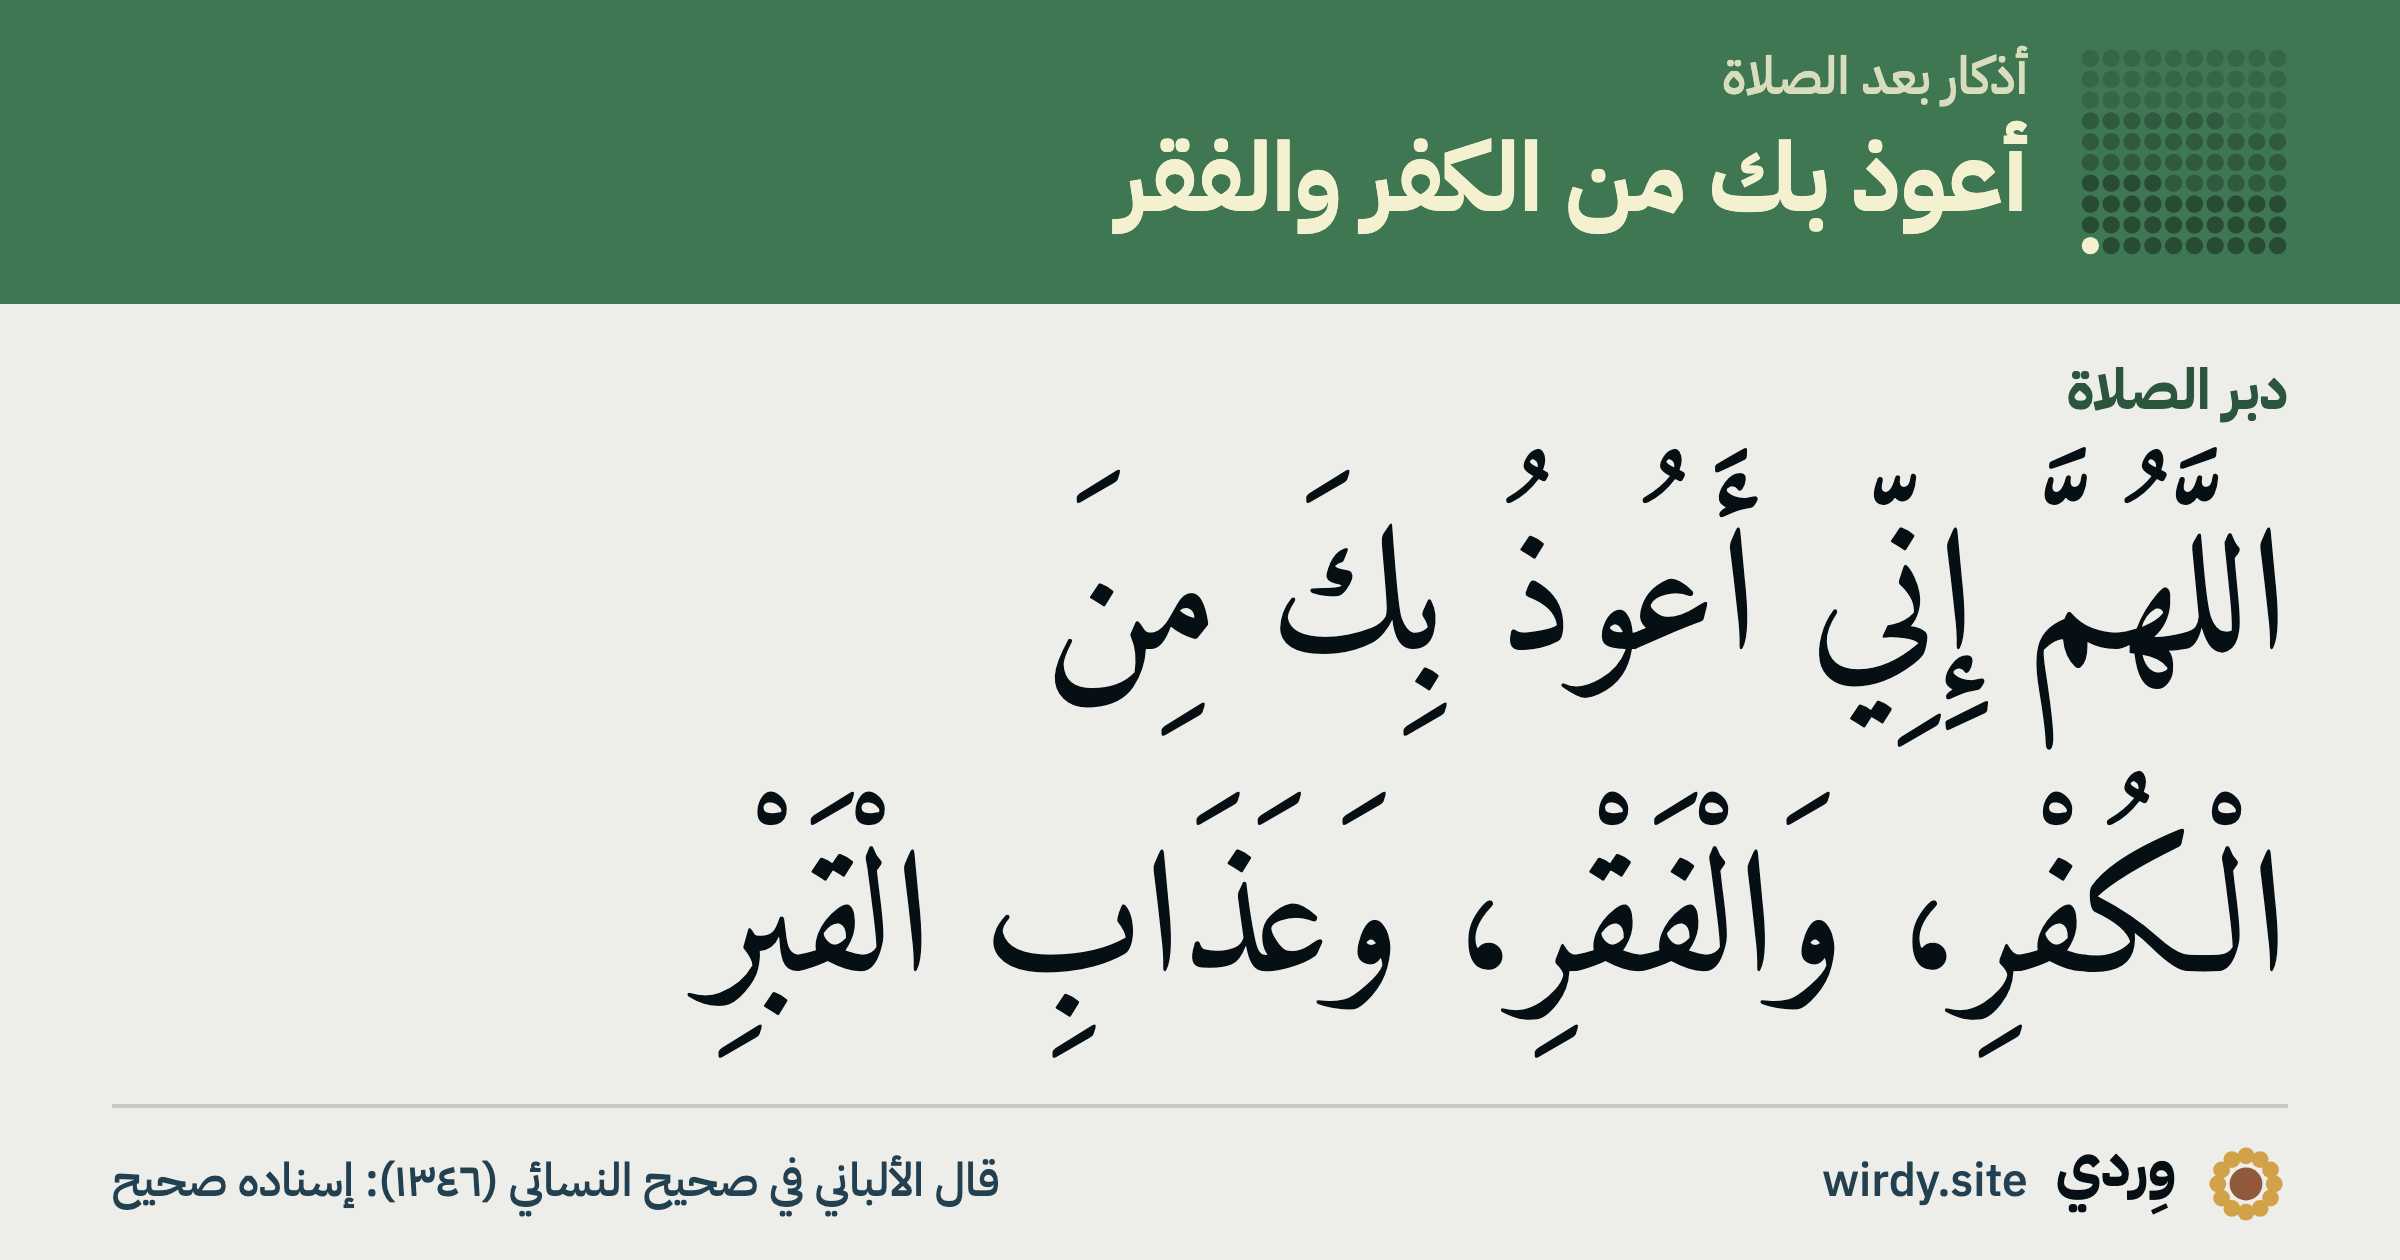 أذكار بعد الصلاة
أعوذ بك من الكفر والفقر
دبر الصلاة
اللَّهُمَّ إِنِّي أَعُوذُ بِكَ مِنَ
الْكُفْرِ، وَالْفَقْرِ، وَعَذَابِ الْقَبْرِ
وِردي wirdy.site
قال الألباني في صحيح النسائي (١٣٤٦): إسناده صحيح